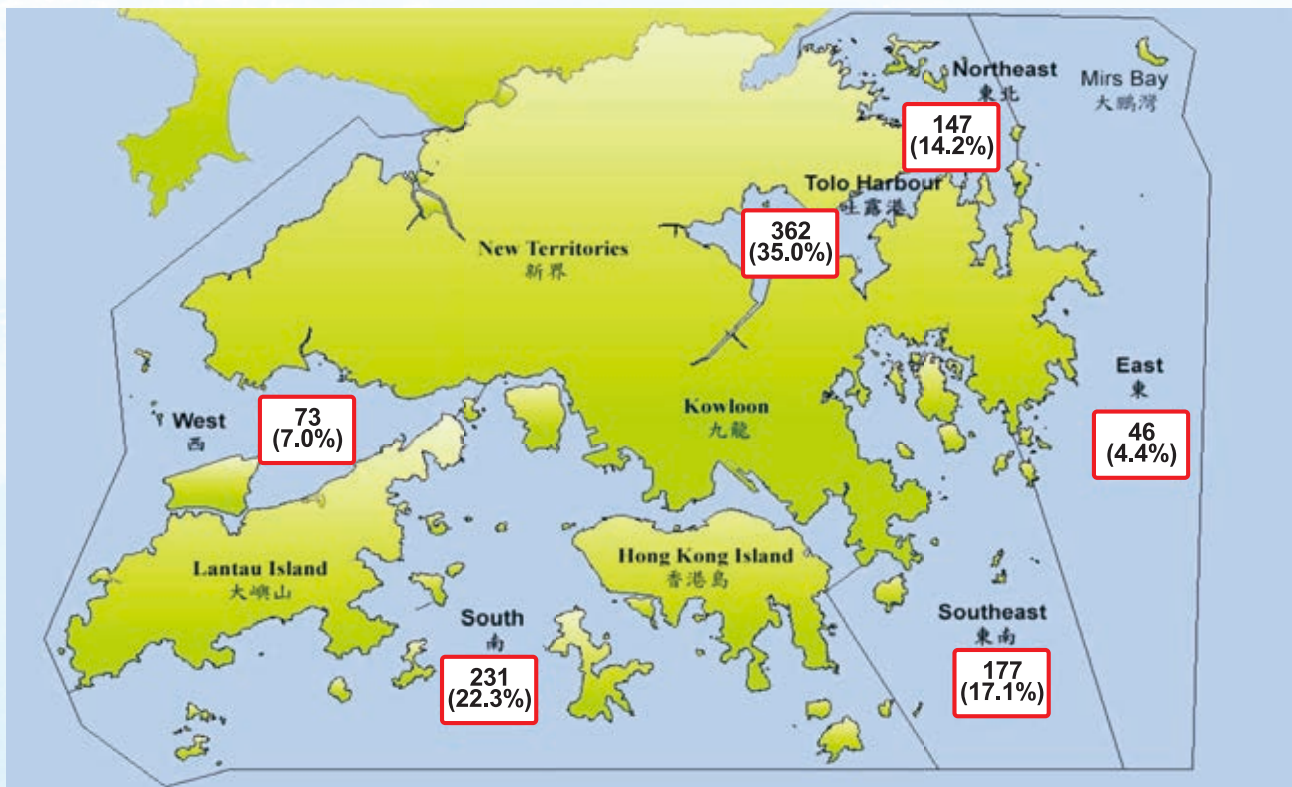 Northeast
東北
147
(14.2%)
Mirs Bay
大鵬灣
Tolo Harbour
吐露港
362
(35.0%)
New Territories
新界
East
東
46
(4.4%)
West
西
73
(7.0%)
Kowloon
九龍
Lantau Island
大嶼山
Hong Kong Island
香港島
South
南
231
(22.3%)
Southeast
東南
177
(17.1%)